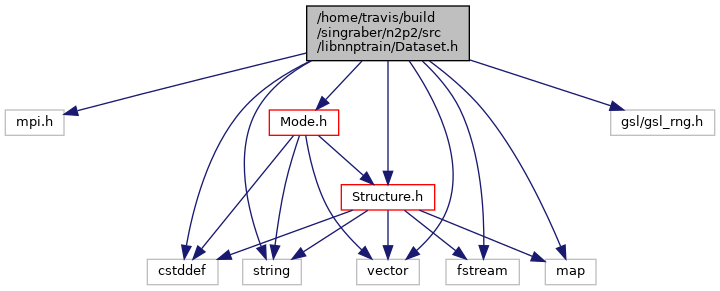 /home/travis/build
/singraber/n2p2/src
/libnnptrain/Dataset.h
mpi.h
Mode.h
gsl/gsl_rng.h
Structure.h
cstddef
string
vector
fstream
map